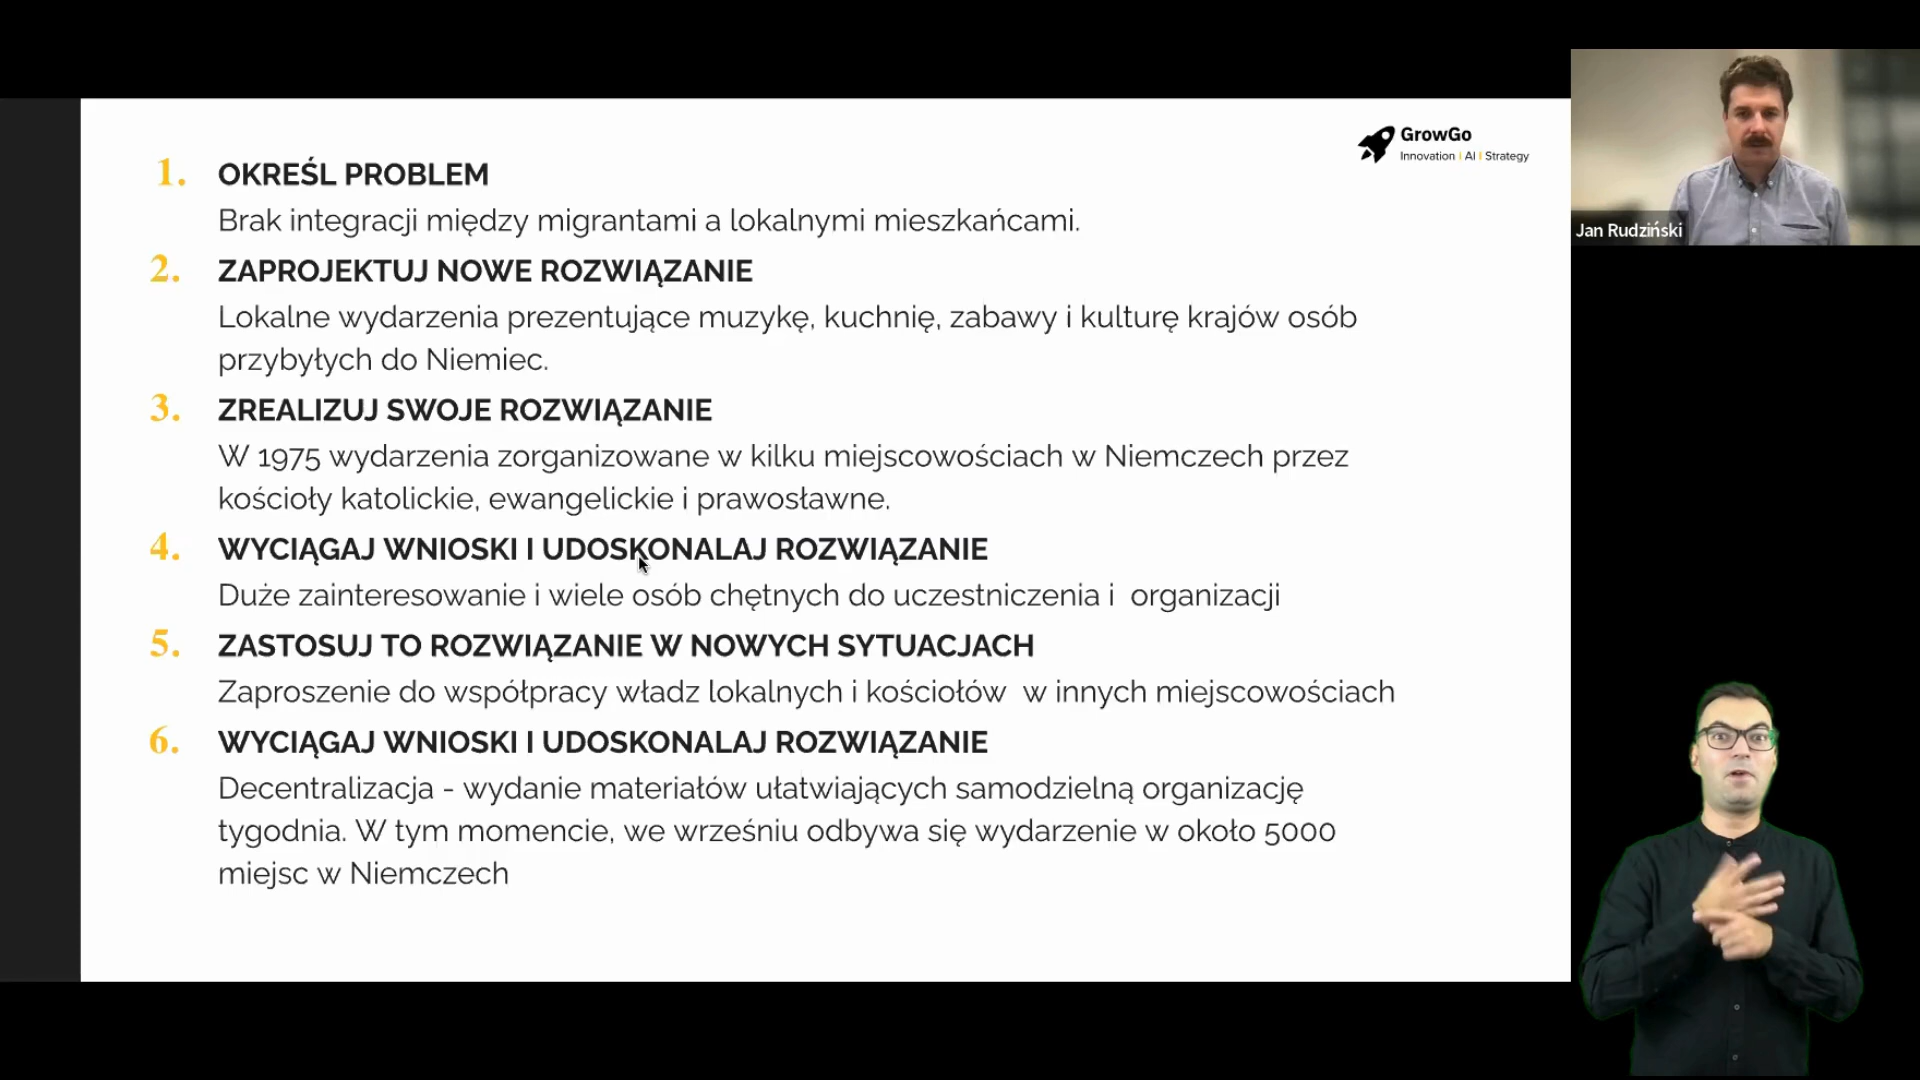 GrowGo
Innovation | AI | Strategy
1. OKREŚL PROBLEM
Brak integracji między migrantami a lokalnymi mieszkańcami.
2. ZAPROJEKTUJ NOWE ROZWIĄZANIE
Lokalne wydarzenia prezentujące muzykę, kuchnię, zabawy i kulturę krajów osób
przybyłych do Niemiec.
3. ZREALIZUJ SWOJE ROZWIĄZANIE
W 1975 wydarzenia zorganizowane w kilku miejscowościach w Niemczech przez
kościoły katolickie, ewangelickie i prawosławne.
4. WYCIĄGAJ WNIOSKI I UDOSKONALAJ ROZWIĄZANIE
Duże zainteresowanie i wiele osób chętnych do uczestniczenia i organizacji
5. ZASTOSUJ TO ROZWIĄZANIE W NOWYCH SYTUACJACH
Zaproszenie do współpracy władz lokalnych i kościołów w innych miejscowościach
6. WYCIĄGAJ WNIOSKI I UDOSKONALAJ ROZWIĄZANIE
Decentralizacja - wydanie materiałów ułatwiających samodzielną organizację
tygodnia. W tym momencie, we wrześniu odbywa się wydarzenie w około 5000
miejsc w Niemczech
Jan Rudziński